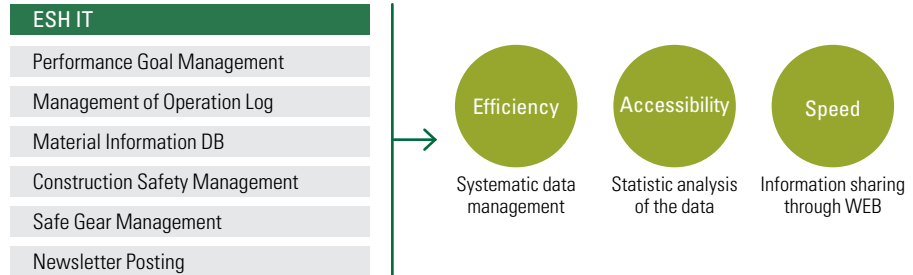 ESH IT
Performance Goal Management
Management of Operation Log
Material Information DB
Construction Safety Management
Safe Gear Management
Newsletter Posting
Efficiency
Systematic data
management
Accessibility
Statistic analysis
of the data
Speed
Information sharing
through WEB